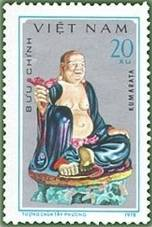 VIỆT NAM
BƯU CHÍNH
20
XU
KUMARATA
TƯỢNG CHÙA TÂY PHƯƠNG
1978